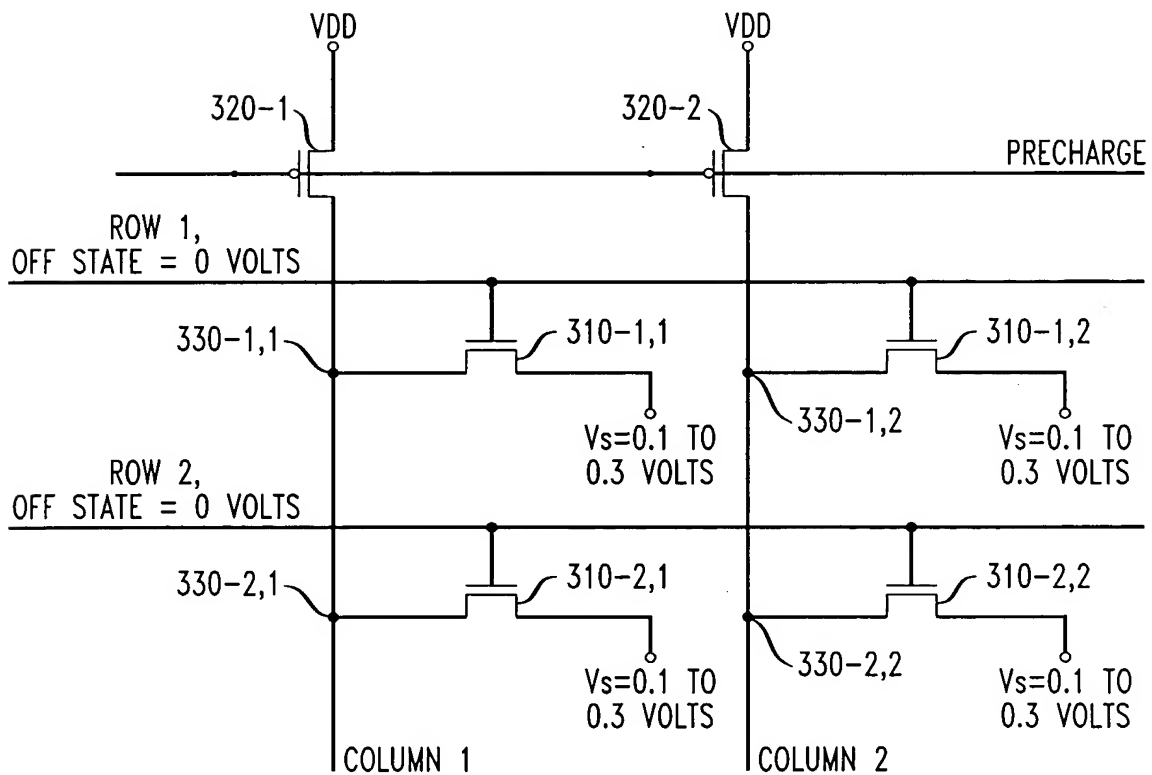 VDD
VDD
320-1
320-2
PRECHARGE
ROW 1,
OFF STATE = 0 VOLTS
330-1,1
310-1,1
310-1,2
330-1,2
Vs=0.1 TO
0.3 VOLTS
Vs=0.1 TO
0.3 VOLTS
ROW 2,
OFF STATE = 0 VOLTS
330-2,1
310-2,1
310-2,2
330-2,2
Vs=0.1 TO
0.3 VOLTS
Vs=0.1 TO
0.3 VOLTS
COLUMN 1
COLUMN 2